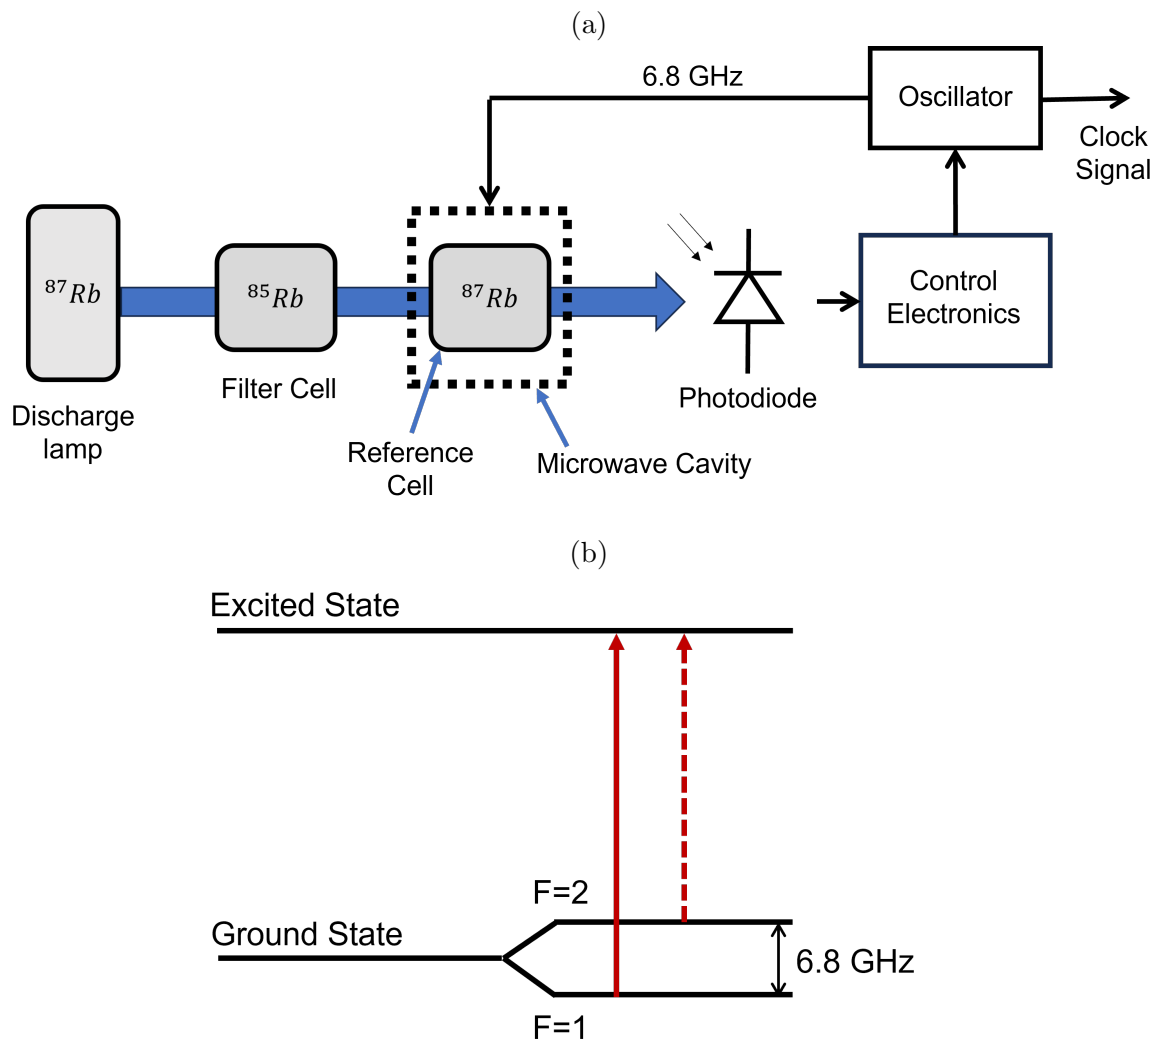 (a)
6.8 GHz
Oscillator
Clock
Signal
⁸⁷Rb
⁸⁵Rb
⁸⁷Rb
Control
Electronics
Filter Cell
Photodiode
Discharge
lamp
Reference
Cell
Microwave Cavity
(b)
Excited State
F=2
Ground State
6.8 GHz
F=1